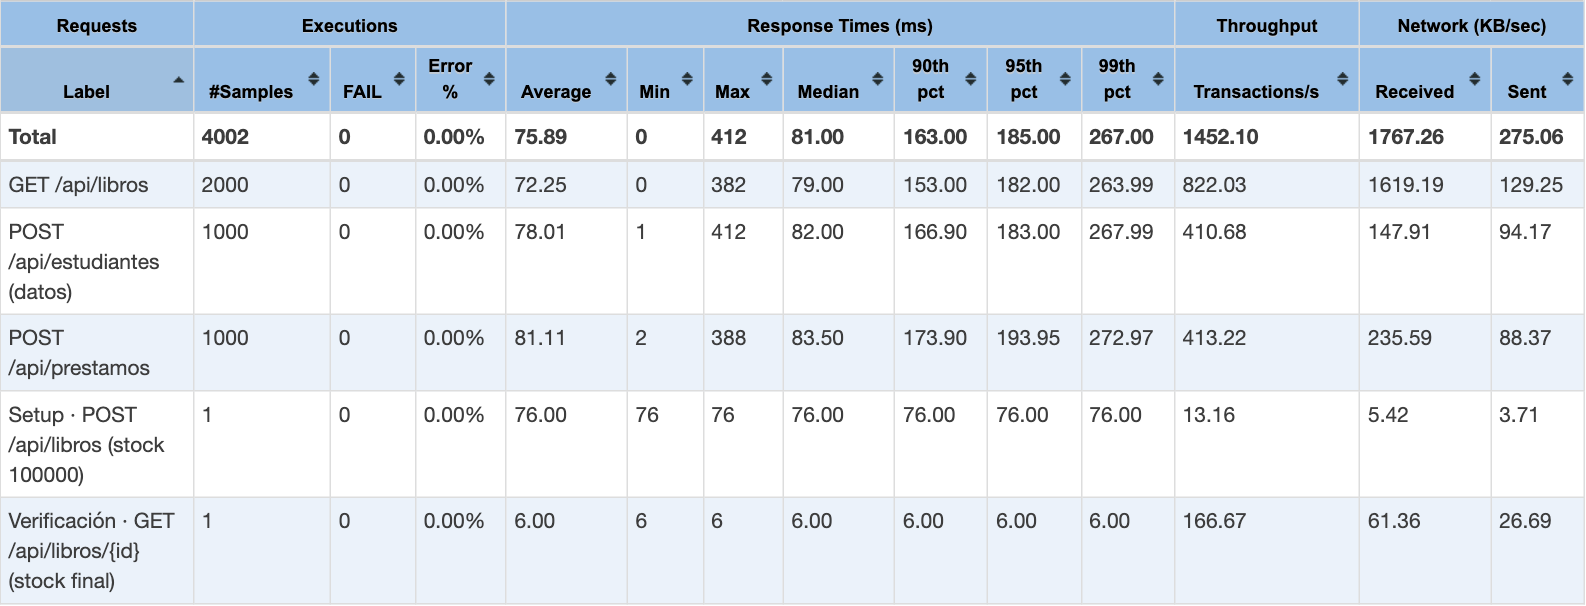 Requests Executions Response Times (ms) Throughput Network (KB/sec)
Label #Samples FAIL Error % Average Min Max Median 90th pct 95th pct 99th pct Transactions/s Received Sent
Total 4002 0 0.00% 75.89 0 412 81.00 163.00 185.00 267.00 1452.10 1767.26 275.06
GET /api/libros 2000 0 0.00% 72.25 0 382 79.00 153.00 182.00 263.99 822.03 1619.19 129.25
POST 1000 0 0.00% 78.01 1 412 82.00 166.90 183.00 267.99 410.68 147.91 94.17
/api/estudiantes
(datos)
POST 1000 0 0.00% 81.11 2 388 83.50 173.90 193.95 272.97 413.22 235.59 88.37
/api/prestamos
Setup · POST 1 0 0.00% 76.00 76 76 76.00 76.00 76.00 76.00 13.16 5.42 3.71
/api/libros (stock
100000)
Verificación · GET 1 0 0.00% 6.00 6 6 6.00 6.00 6.00 6.00 166.67 61.36 26.69
/api/libros/{id}
(stock final)